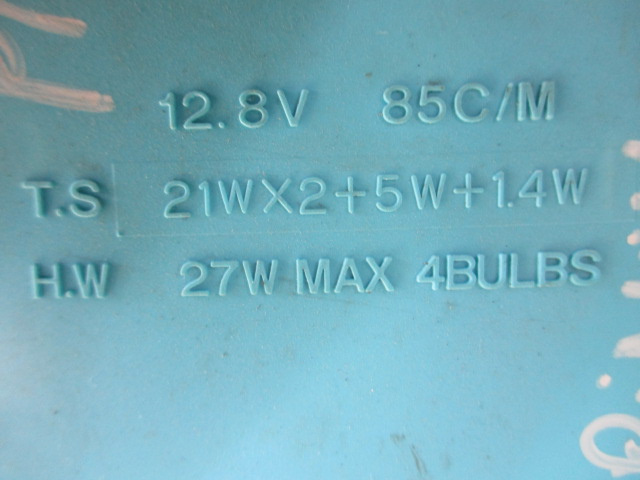 12.8V 85C/M
T.S 21WX2+5W+1.4W
H.W 27W MAX 4BULBS